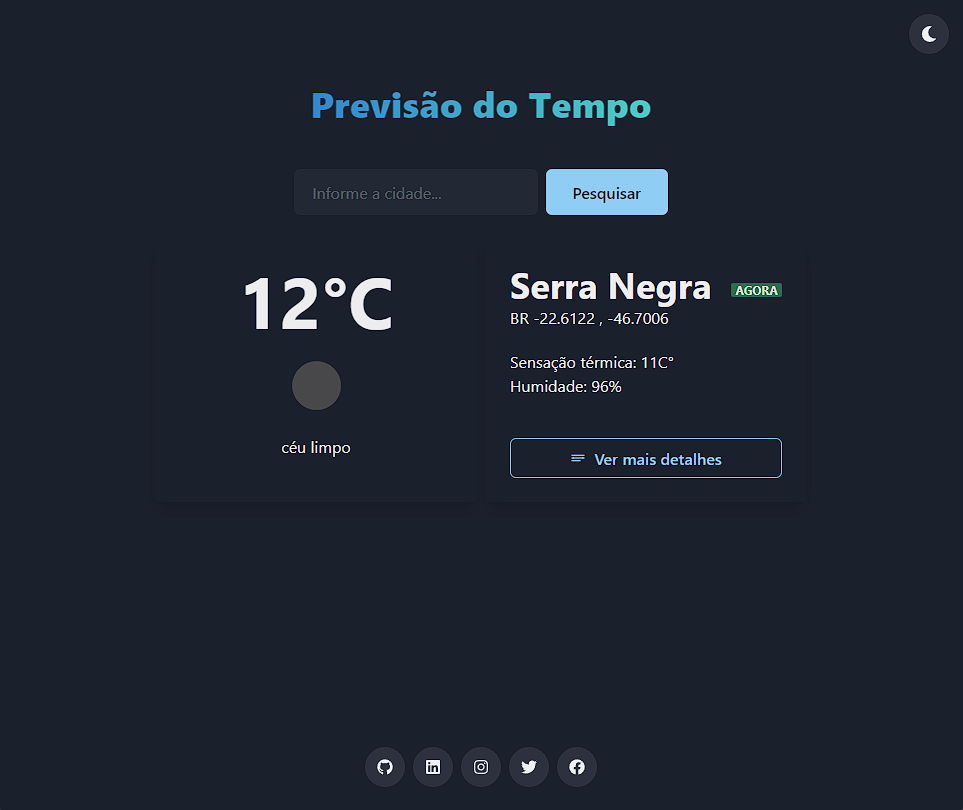 Previsão do Tempo
Informe a cidade...
Pesquisar
12°C
céu limpo
Serra Negra AGORA
BR -22.6122 , -46.7006
Sensação térmica: 11C°
Humidade: 96%
Ver mais detalhes